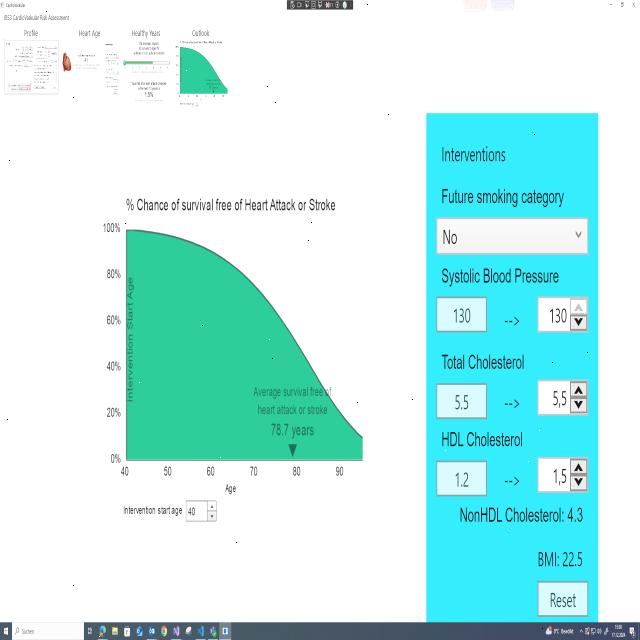 CardioVaskular
JBS3 CardioVaskular Risk Assessment
Profile
Heart Age
Healthy Years
Outlook
% Chance of survival free of Heart Attack or Stroke
100%
80%
60%
40%
20%
0%
Intervention Start Age
Average survival free of
heart attack or stroke
78,7 years
40 50 60 70 80 90
Age
Intervention start age 40
Interventions
Future smoking category
No
Systolic Blood Pressure
130 --> 130
Total Cholesterol
5.5 --> 5,5
HDL Cholesterol
1.2 --> 1,5
NonHDL Cholesterol: 4.3
BMI: 22.5
Reset
Suchen